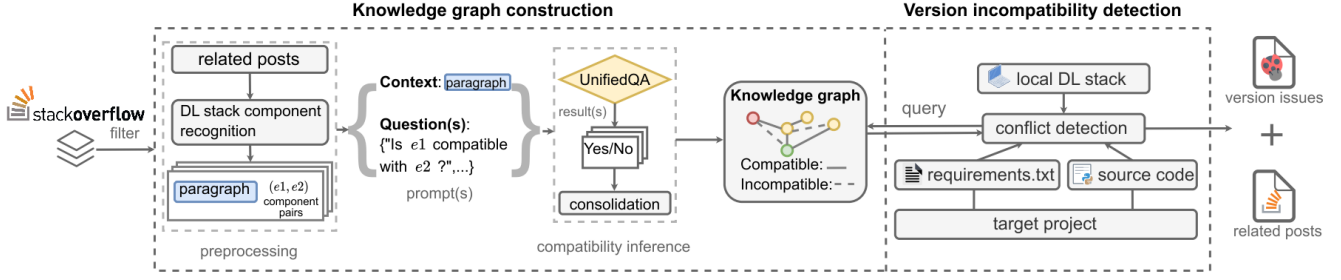 Knowledge graph construction
Version incompatibility detection
stackoverflow
filter
related posts
DL stack component
recognition
paragraph
(e1,e2)
component
pairs
preprocessing
Context: paragraph
Question(s):
{"Is e1 compatible
with e2 ?",...}
prompt(s)
UnifiedQA
result(s)
Yes/No
consolidation
compatibility inference
Knowledge graph
Compatible:
Incompatible:
query
local DL stack
conflict detection
requirements.txt
source code
target project
version issues
+
related posts